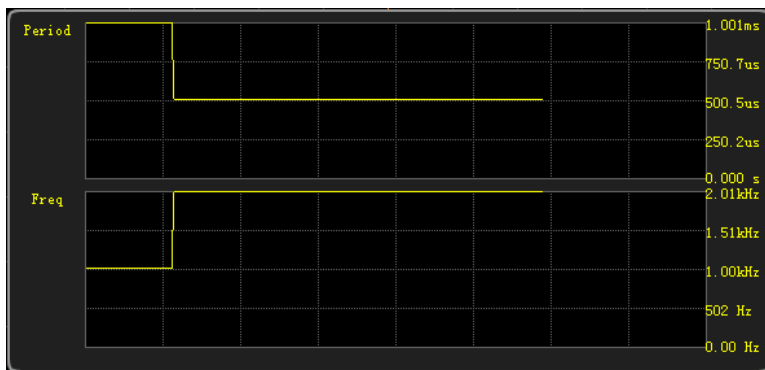 Period
1.001ms
750.7us
500.5us
250.2us
0.000 s
Freq
2.01kHz
1.51kHz
1.00kHz
502 Hz
0.00 Hz